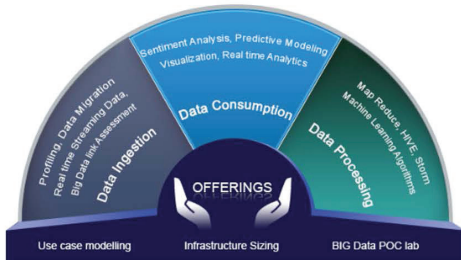 Profiling, Data Migration
Real time Streaming Data,
Big Data link Assessment
Data Ingestion
Sentiment Analysis, Predictive Modeling
Visualization, Real time Analytics
Data Consumption
Map Reduce, HIVE, Storm
Machine Learning Algorithms
Data Processing
OFFERINGS
Use case modelling
Infrastructure Sizing
BIG Data POC lab